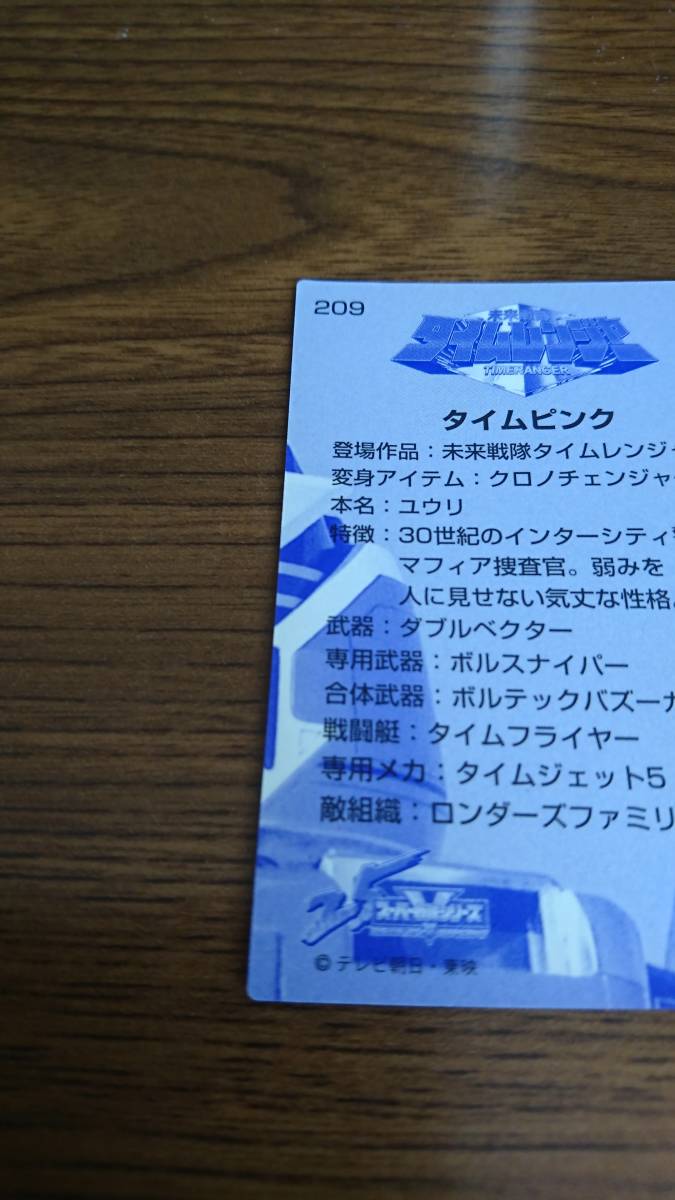 209
未来戦隊
タイムレンジャー
TIMERANGER
タイムピンク
登場作品：未来戦隊タイムレンジャ
変身アイテム：クロノチェンジャ
本名：ユウリ
特徴：30世紀のインターシティ
マフィア捜査官。弱みを
人に見せない気丈な性格。
武器：ダブルベクター
専用武器：ボルスナイパー
合体武器：ボルテックバズーカ
戦闘艇：タイムフライヤー
専用メカ：タイムジェット5
敵組織：ロンダーズファミリ
スーパー戦隊シリーズ
©テレビ朝日・東映